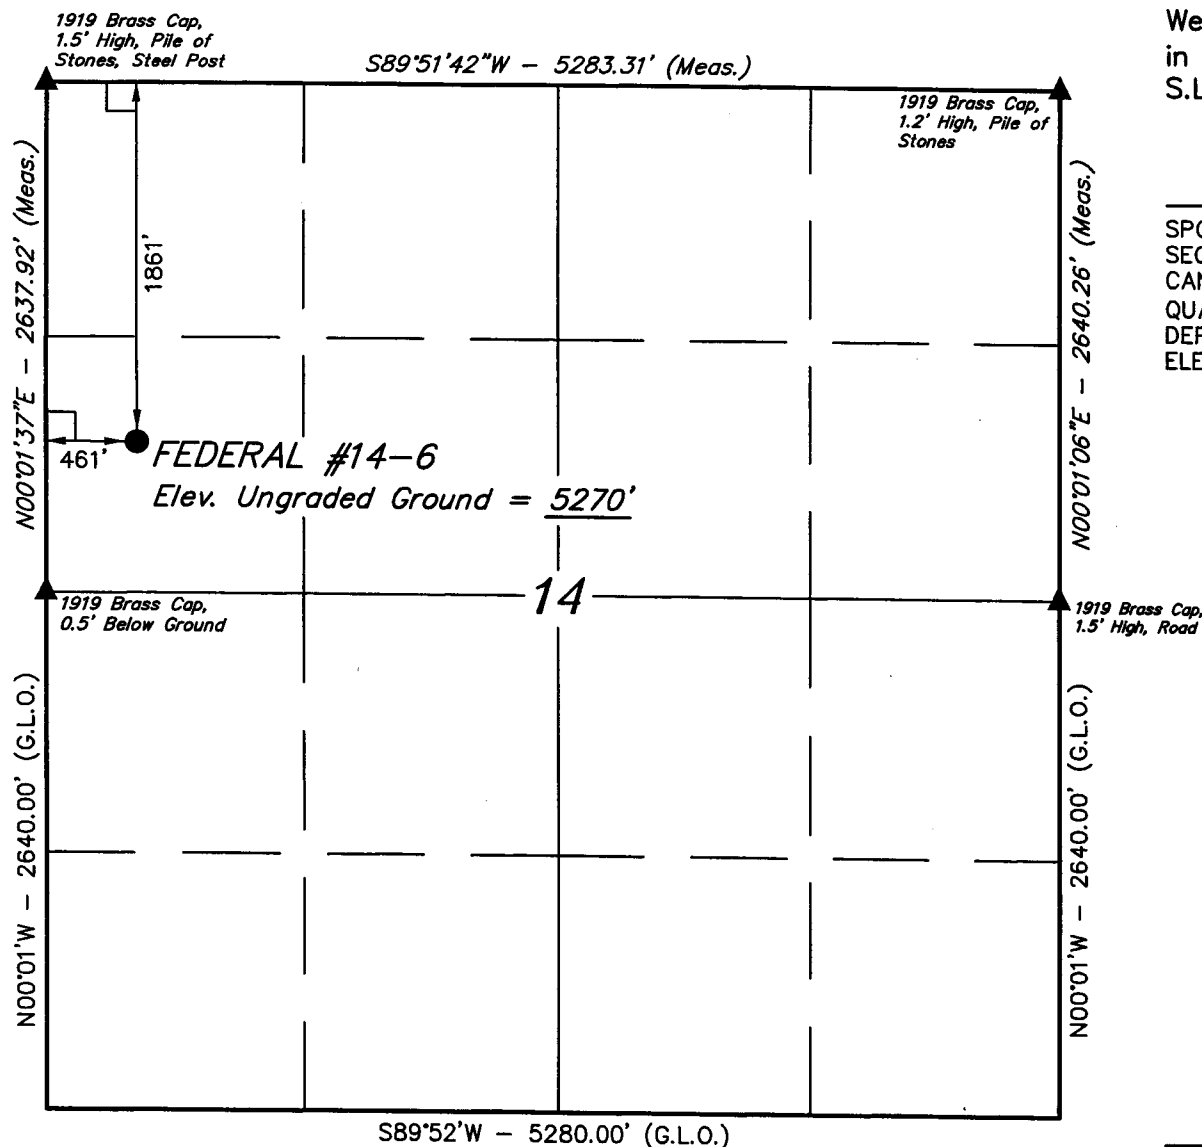 1919 Brass Cap,
1.5' High, Pile of
Stones, Steel Post
S89°51'42"W - 5283.31' (Meas.)
1919 Brass Cap,
1.2' High, Pile of
Stones
We
in
S.L
N00°01'37"E - 2637.92' (Meas.)
1861'
N00°01'06"E - 2640.26' (Meas.)
SPO
SEC
CAN
QUA
DEF
ELE
461'
FEDERAL #14-6
Elev. Ungraded Ground = 5270'
1919 Brass Cap,
0.5' Below Ground
14
1919 Brass Cap,
1.5' High, Road
N00°01'W - 2640.00' (G.L.O.)
N00°01'W - 2640.00' (G.L.O.)
S89°52'W - 5280.00' (G.L.O.)